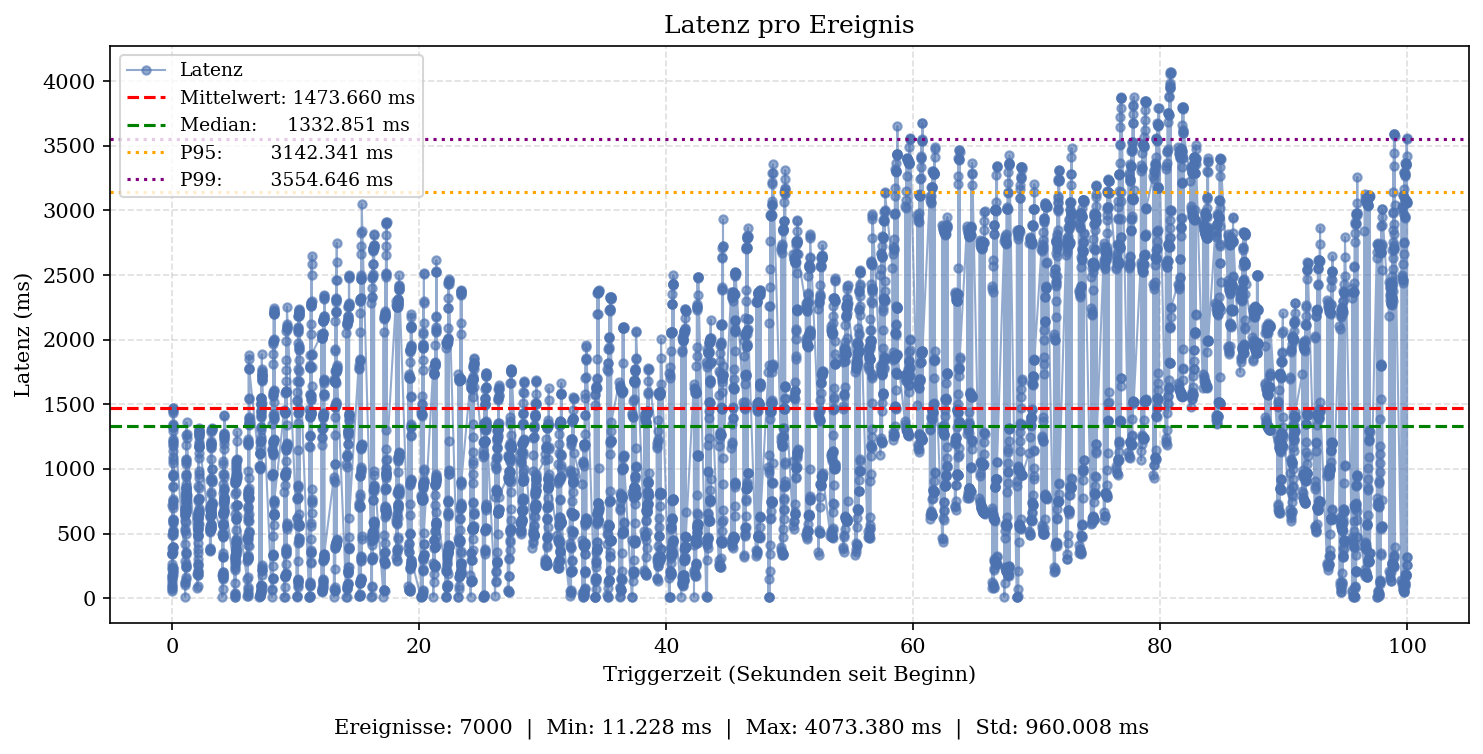 Latenz pro Ereignis
Latenz
Mittelwert: 1473.660 ms
Median: 1332.851 ms
P95: 3142.341 ms
P99: 3554.646 ms
Latenz (ms)
4000
3500
3000
2500
2000
1500
1000
500
0
0 20 40 60 80 100
Triggerzeit (Sekunden seit Beginn)
Ereignisse: 7000 | Min: 11.228 ms | Max: 4073.380 ms | Std: 960.008 ms